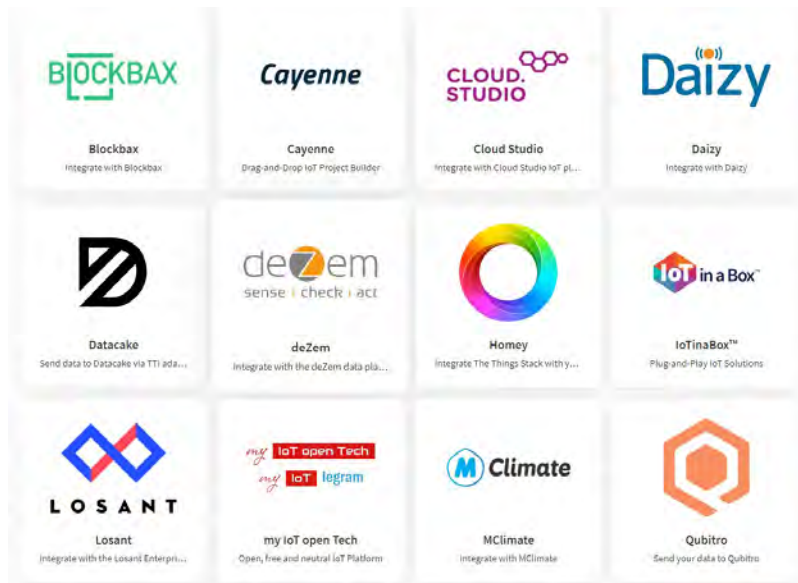 BLOCKBAX
Blockbax
Integrate with Blockbax
Cayenne
Cayenne
Drag-and-Drop IoT Project Builder
CLOUD.
STUDIO
Cloud Studio
Integrate with Cloud Studio IoT pl...
Daizy
Daizy
Integrate with Daizy
Datacake
Send data to Datacake via TTI ada...
deZem
sense | check | act
deZem
Integrate with the deZem data pla...
Homey
Integrate The Things Stack with y...
IoT in a Box™
IoTinaBox™
Plug-and-Play IoT Solutions
LOSANT
Losant
Integrate with the Losant Enterpri...
my IoT open Tech
my IoT legram
my IoT open Tech
Open, free and neutral IoT Platform
M Climate
MClimate
Integrate with MClimate
Qubitro
Send your data to Qubitro